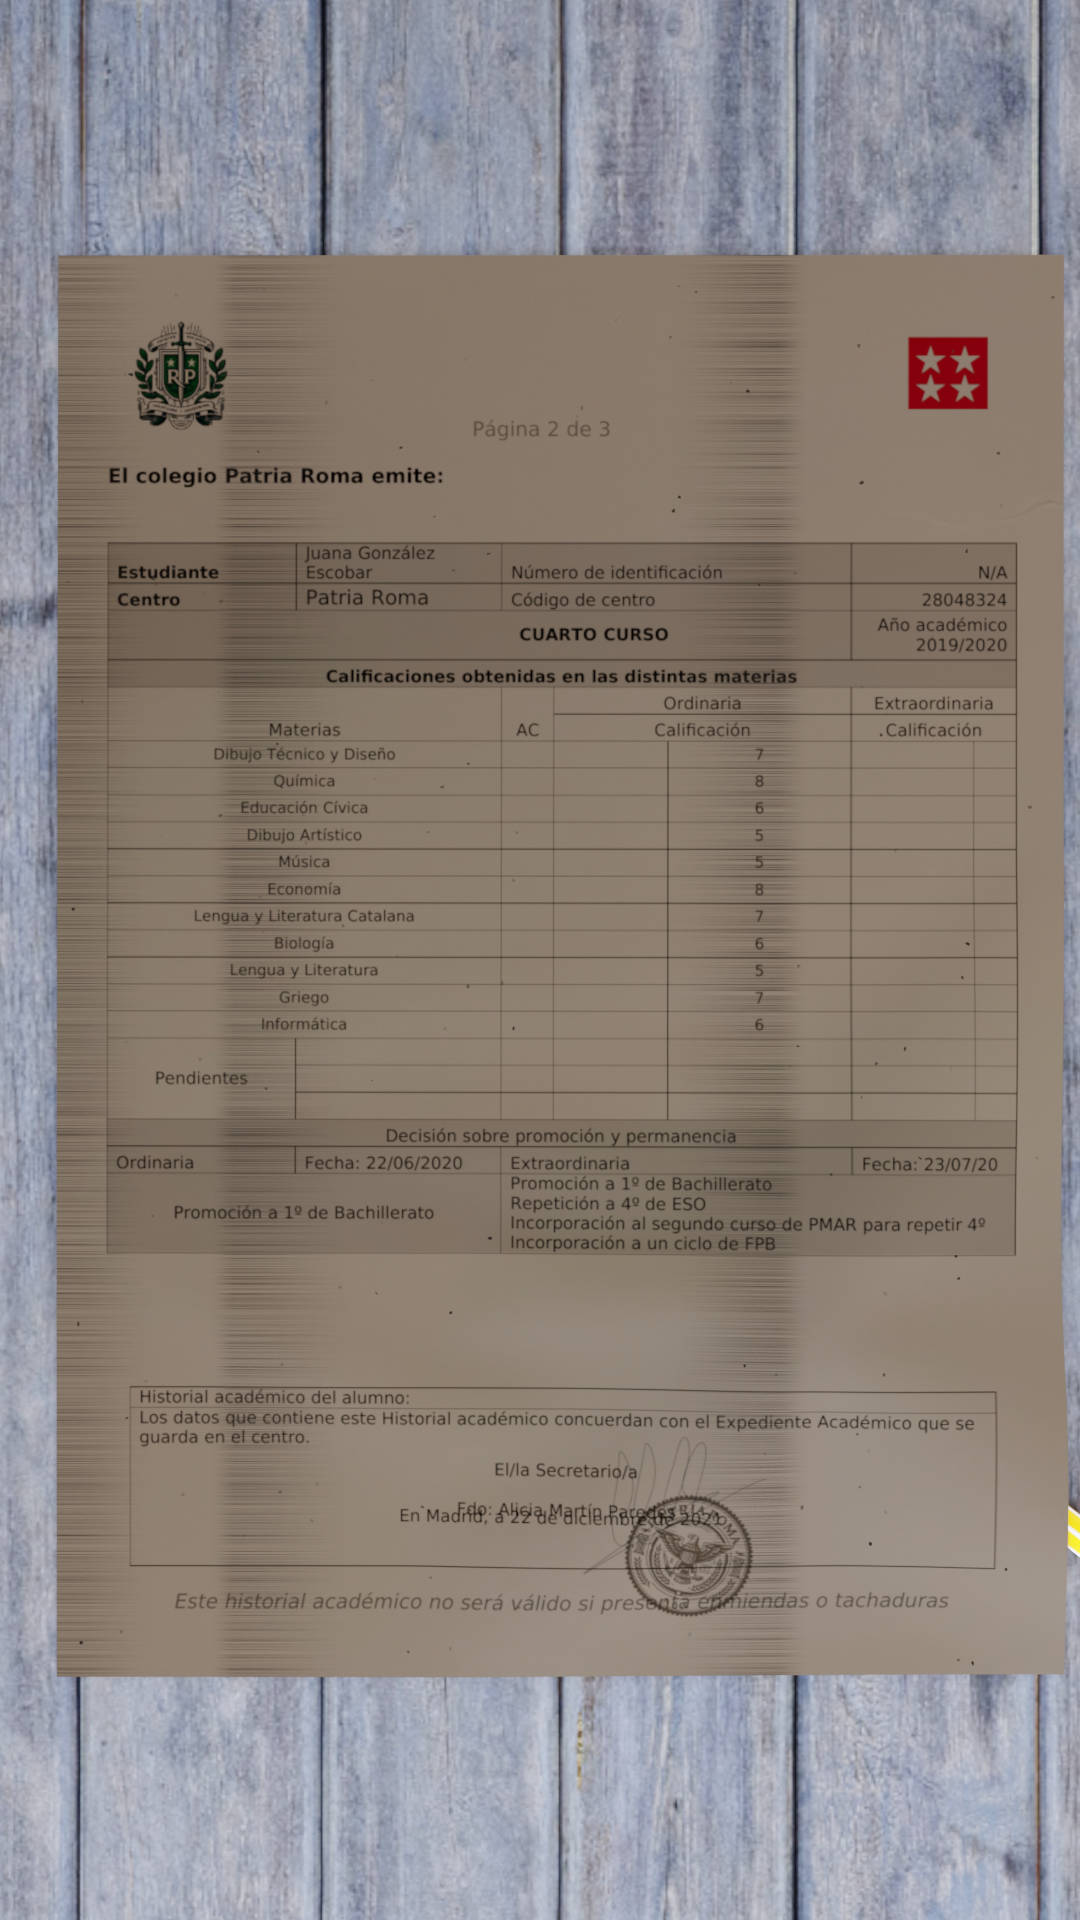 RP
Página 2 de 3
El colegio Patria Roma emite:
Estudiante Juana González Escobar Número de identificación N/A
Centro Patria Roma Código de centro 28048324
CUARTO CURSO Año académico 2019/2020
Calificaciones obtenidas en las distintas materias
Ordinaria Extraordinaria
Materias AC Calificación Calificación
Dibujo Técnico y Diseño 7
Química 8
Educación Cívica 6
Dibujo Artístico 5
Música 5
Economía 8
Lengua y Literatura Catalana 7
Biología 6
Lengua y Literatura 5
Griego 7
Informática 6
Pendientes
Decisión sobre promoción y permanencia
Ordinaria Fecha: 22/06/2020 Extraordinaria Fecha: 23/07/20
Promoción a 1º de Bachillerato
Promoción a 1º de Bachillerato
Repetición a 4º de ESO
Incorporación al segundo curso de PMAR para repetir 4º
Incorporación a un ciclo de FPB
Historial académico del alumno:
Los datos que contiene este Historial académico concuerdan con el Expediente Académico que se
guarda en el centro.
El/la Secretario/a
Fdo: Alicia Martín Paredes
En Madrid, a 22 de diciembre de 2021
Este historial académico no será válido si presenta enmiendas o tachaduras